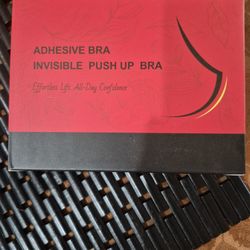 ADHESIVE BRA
INVISIBLE PUSH UP BRA
Effortless Lift, All-Day Confidence